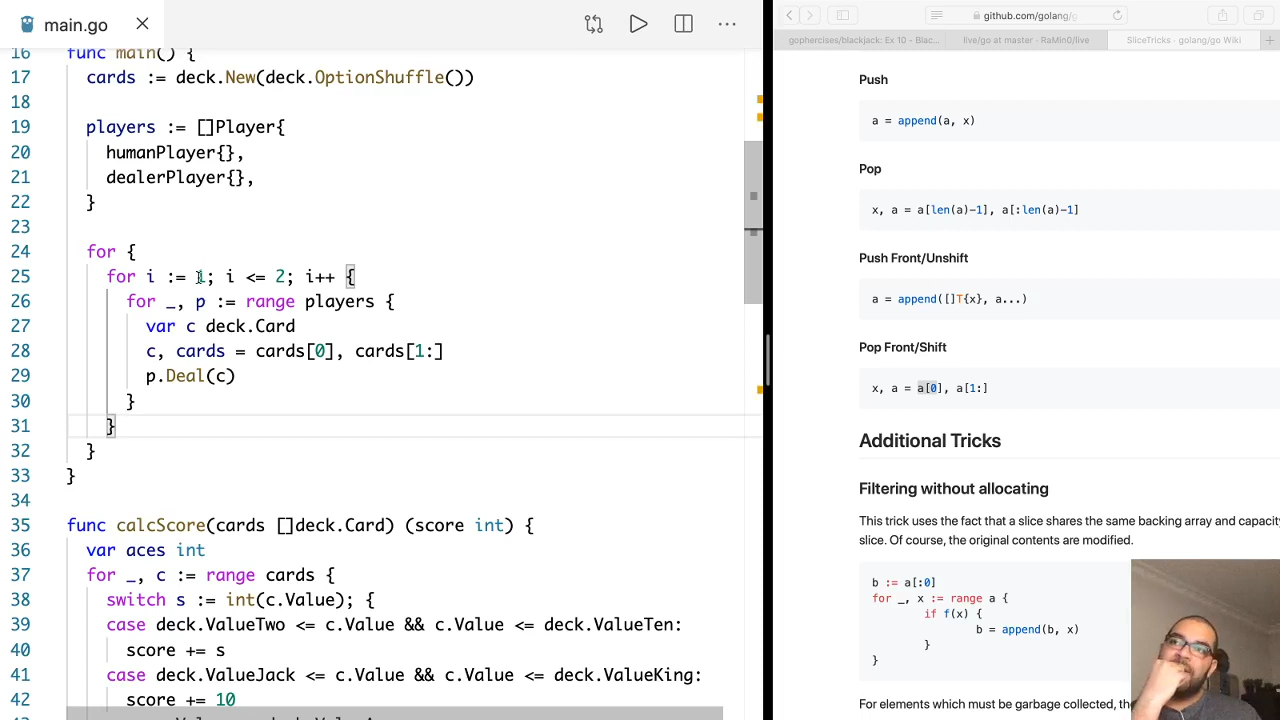 main.go
16 func main() {
17 cards := deck.New(deck.OptionShuffle())
18
19 players := []Player{
20 humanPlayer{},
21 dealerPlayer{},
22 }
23
24 for {
25 for i := 1; i <= 2; i++ {
26 for _, p := range players {
27 var c deck.Card
28 c, cards = cards[0], cards[1:]
29 p.Deal(c)
30 }
31 }
32 }
33 }
34
35 func calcScore(cards []deck.Card) (score int) {
36 var aces int
37 for _, c := range cards {
38 switch s := int(c.Value); {
39 case deck.ValueTwo <= c.Value && c.Value <= deck.ValueTen:
40 score += s
41 case deck.ValueJack <= c.Value && c.Value <= deck.ValueKing:
42 score += 10
github.com/golang/g
gophercises/blackjack: Ex 10 - Blac...
live/go at master · RaMin0/live
SliceTricks · golang/go Wiki
Push
a = append(a, x)
Pop
x, a = a[len(a)-1], a[:len(a)-1]
Push Front/Unshift
a = append([]T{x}, a...)
Pop Front/Shift
x, a = a[0], a[1:]
Additional Tricks
Filtering without allocating
This trick uses the fact that a slice shares the same backing array and capacity
slice. Of course, the original contents are modified.
b := a[:0]
for _, x := range a {
if f(x) {
b = append(b, x)
}
}
For elements which must be garbage collected, the